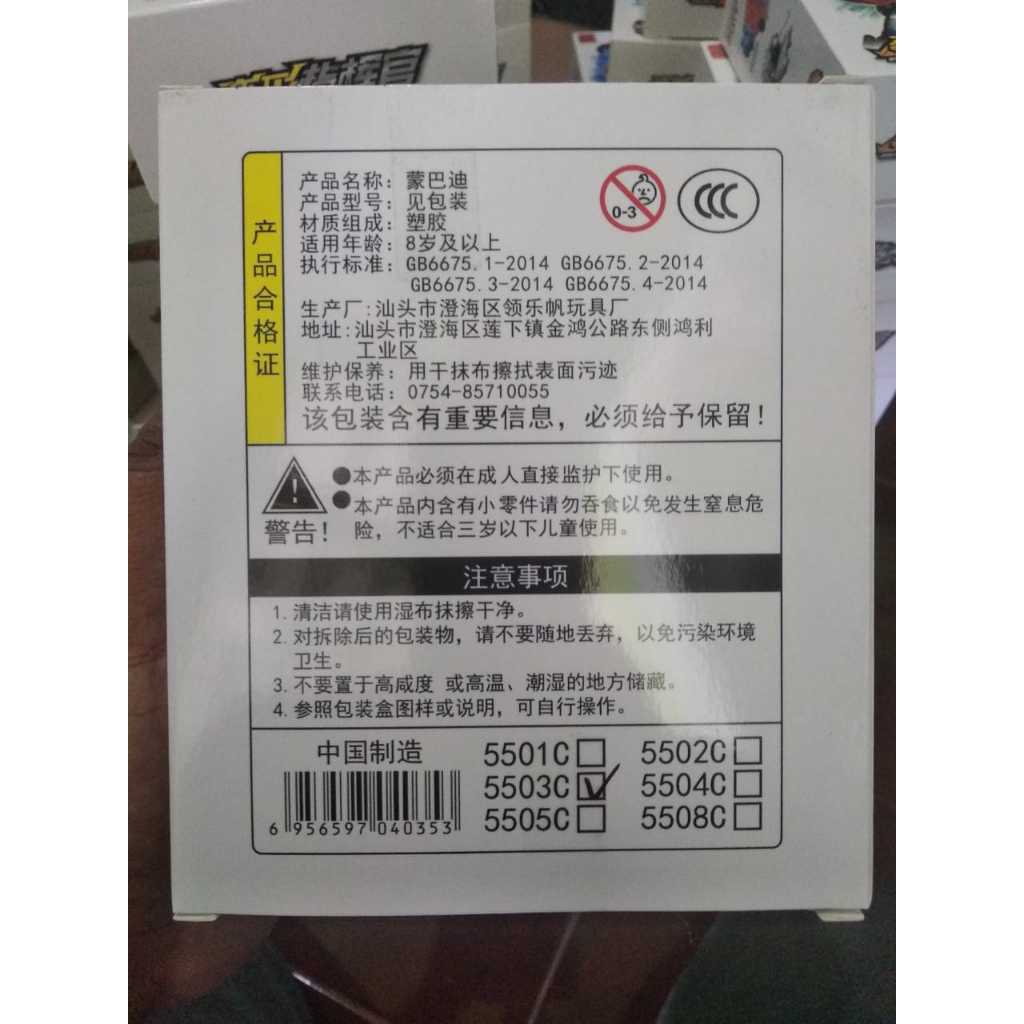 产品合格证
产品名称：蒙巴迪
产品型号：见包装
材质组成：塑胶
适用年龄：8岁及以上
执行标准：GB6675.1-2014 GB6675.2-2014
GB6675.3-2014 GB6675.4-2014
生产厂：汕头市澄海区领乐帆玩具厂
地址：汕头市澄海区莲下镇金鸿公路东侧鸿利
工业区
维护保养：用干抹布擦拭表面污迹
联系电话：0754-85710055
该包装含有重要信息，必须给予保留！
0-3
CCC
警告！
●本产品必须在成人直接监护下使用。
●本产品内含有小零件请勿吞食以免发生窒息危
险，不适合三岁以下儿童使用。
注意事项
1.清洁请使用湿布抹擦干净。
2.对拆除后的包装物，请不要随地丢弃，以免污染环境
卫生。
3.不要置于高咸度 或高温、潮湿的地方储藏。
4.参照包装盒图样或说明，可自行操作。
中国制造
6 956597 040353
5501C□ 5502C□
5503C☑ 5504C□
5505C□ 5508C□